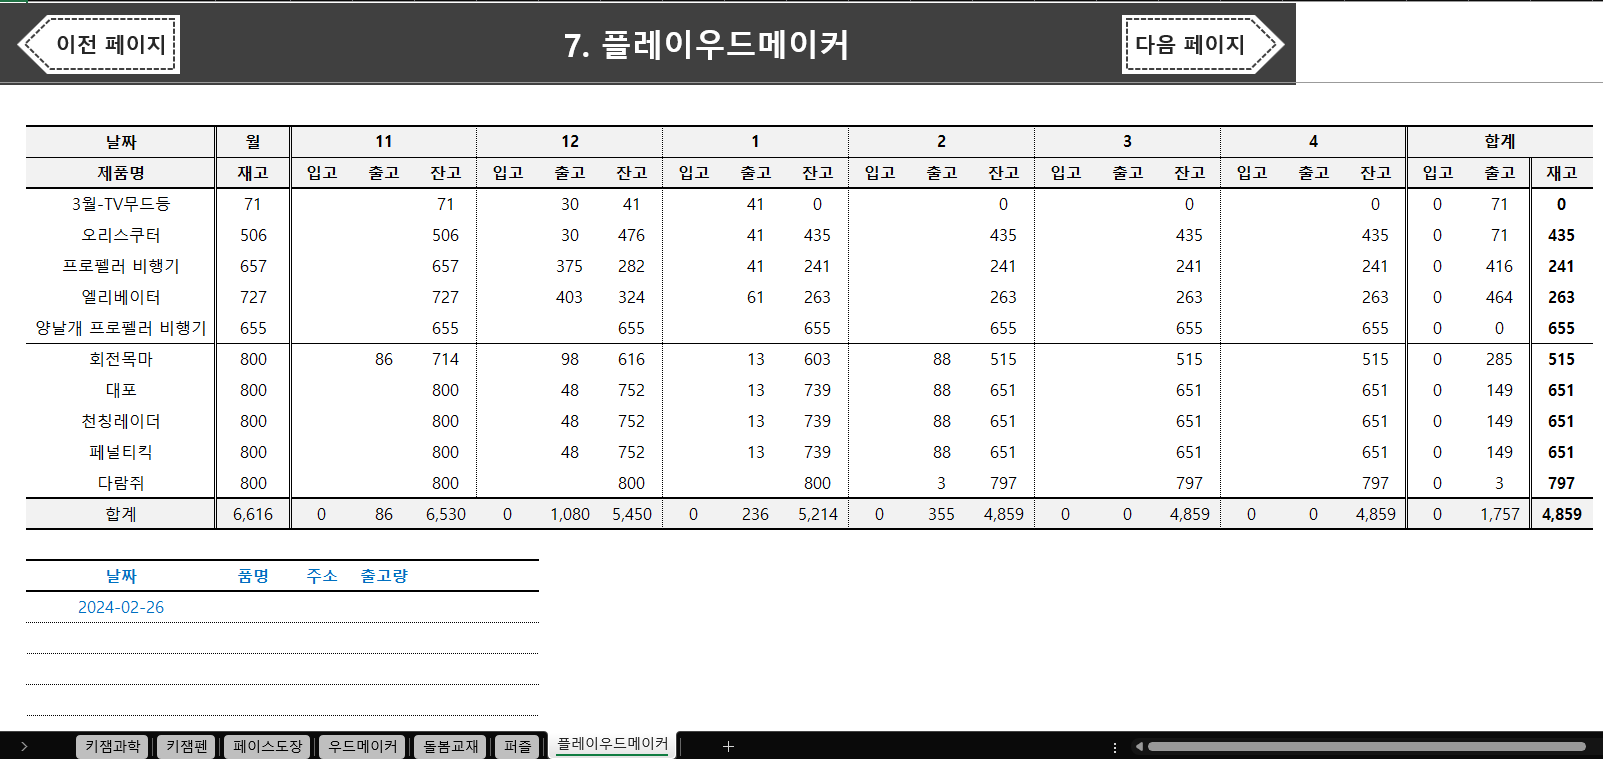 이전 페이지
7. 플레이우드메이커
다음 페이지
날짜 월 11 12 1 2 3 4 합계
제품명 재고 입고 출고 잔고 입고 출고 잔고 입고 출고 잔고 입고 출고 잔고 입고 출고 잔고 입고 출고 잔고 입고 출고 재고
3월-TV무드등 71 71 30 41 41 0 0 0 0 0 71 0
오리스쿠터 506 506 30 476 41 435 435 435 435 0 71 435
프로펠러 비행기 657 657 375 282 41 241 241 241 241 0 416 241
엘리베이터 727 727 403 324 61 263 263 263 263 0 464 263
양날개 프로펠러 비행기 655 655 655 655 655 655 655 0 0 655
회전목마 800 86 714 98 616 13 603 88 515 515 515 0 285 515
대포 800 800 48 752 13 739 88 651 651 651 0 149 651
천칭레이더 800 800 48 752 13 739 88 651 651 651 0 149 651
페널티킥 800 800 48 752 13 739 88 651 651 651 0 149 651
다람쥐 800 800 800 800 3 797 797 797 0 3 797
합계 6,616 0 86 6,530 0 1,080 5,450 0 236 5,214 0 355 4,859 0 0 4,859 0 0 4,859 0 1,757 4,859
날짜 품명 주소 출고량
2024-02-26
키잼과학 키잼펜 페이스도장 우드메이커 돌봄교재 퍼즐 플레이우드메이커